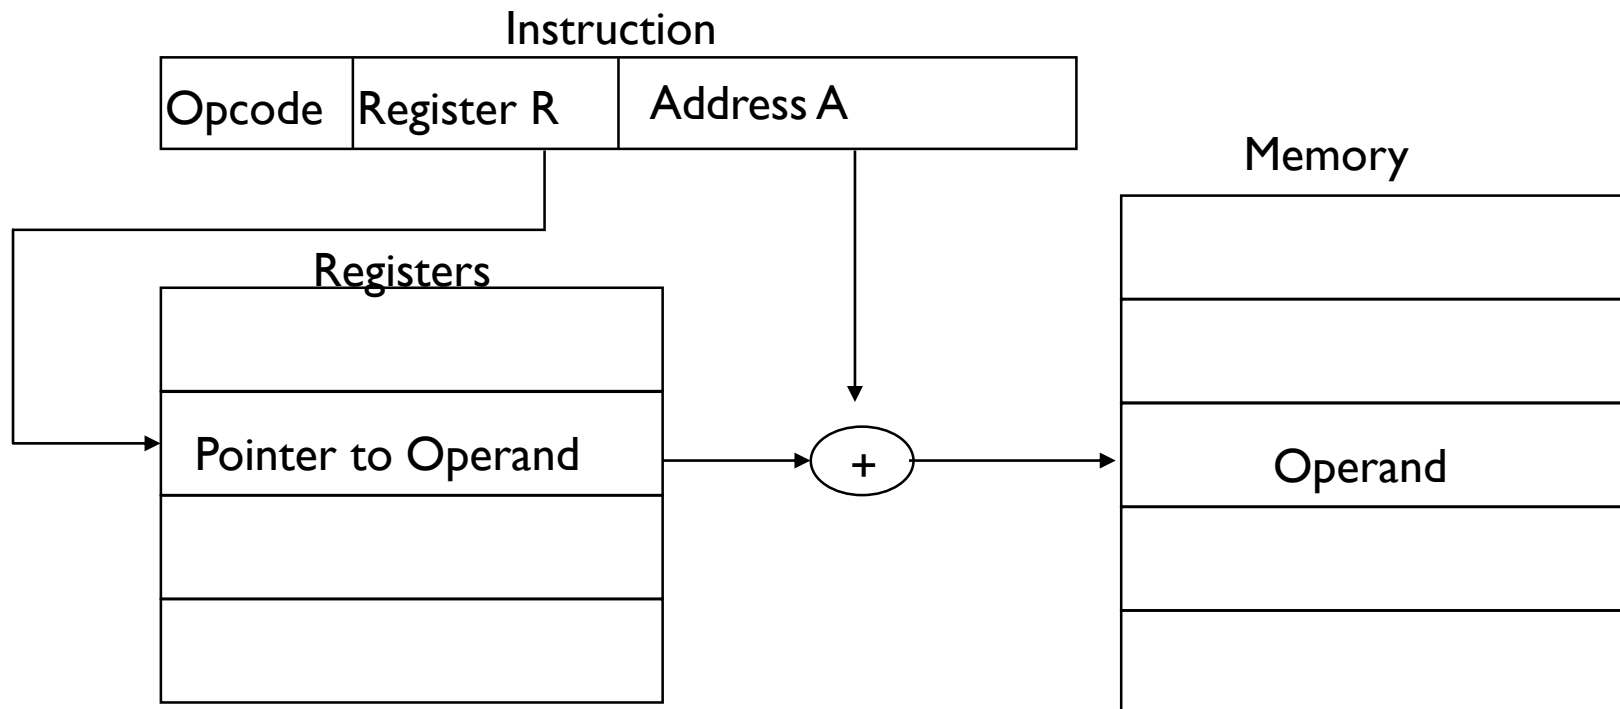 Instruction
Opcode Register R Address A
Memory
Registers
Pointer to Operand + Operand